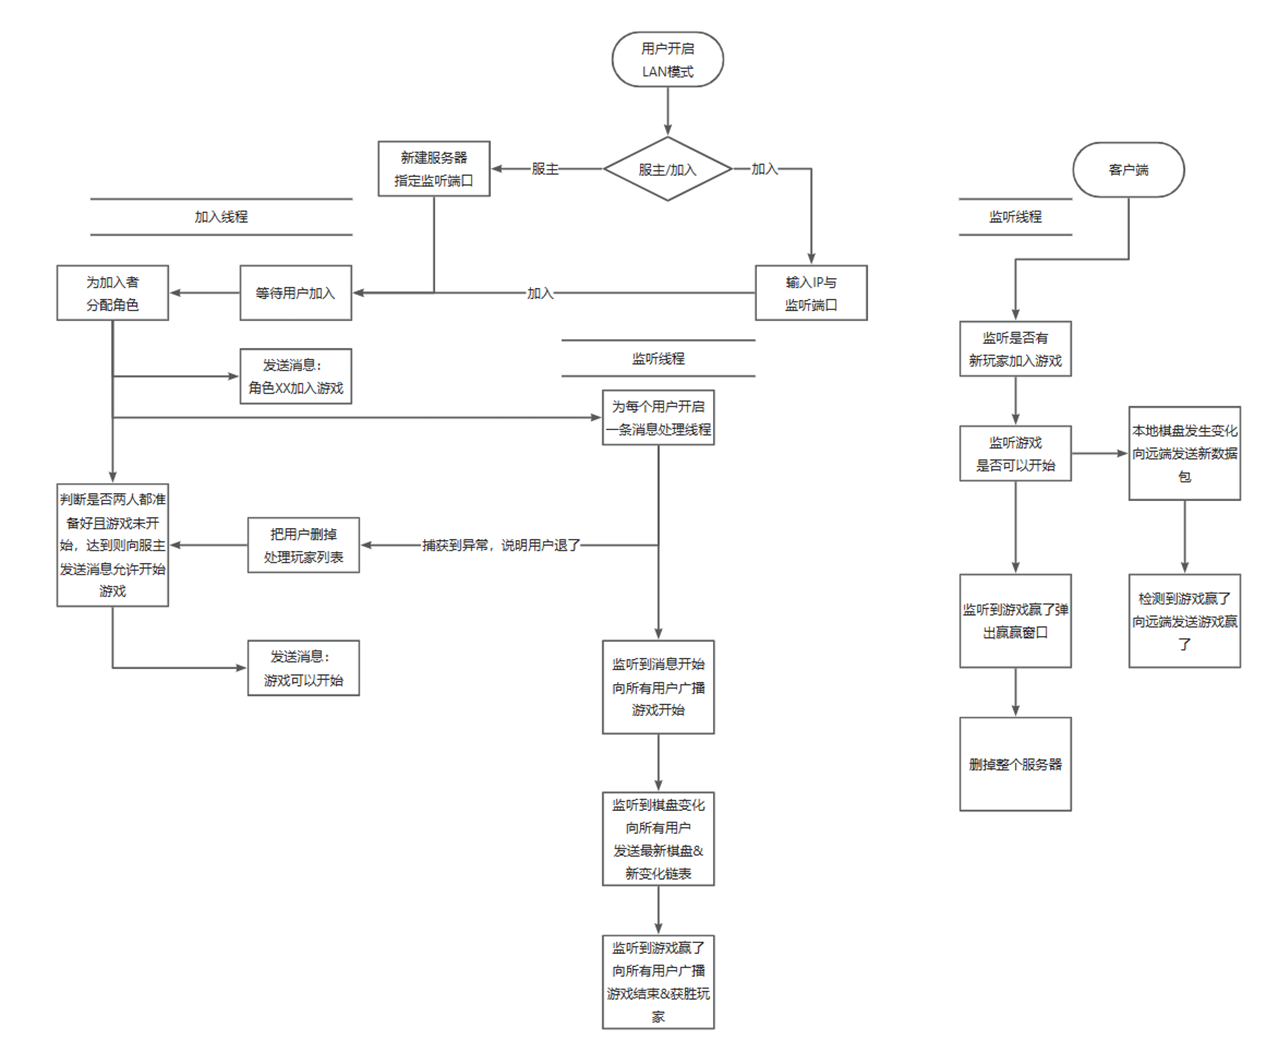 用户开启
LAN模式
新建服务器
指定监听端口
服主
服主/加入
加入
客户端
加入线程
监听线程
为加入者
分配角色
等待用户加入
加入
输入IP与
监听端口
监听是否有
新玩家加入游戏
发送消息：
角色XX加入游戏
监听线程
为每个用户开启
一条消息处理线程
监听游戏
是否可以开始
本地棋盘发生变化
向远端发送新数据
包
判断是否两人都准
备好且游戏未开
始，达到则向服主
发送消息允许开始
游戏
把用户删掉
处理玩家列表
捕获到异常，说明用户退了
监听到游戏赢了弹
出赢赢窗口
检测到游戏赢了
向远端发送游戏赢
了
发送消息：
游戏可以开始
监听到消息开始
向所有用户广播
游戏开始
删掉整个服务器
监听到棋盘变化
向所有用户
发送最新棋盘&
新变化链表
监听到游戏赢了
向所有用户广播
游戏结束&获胜玩
家